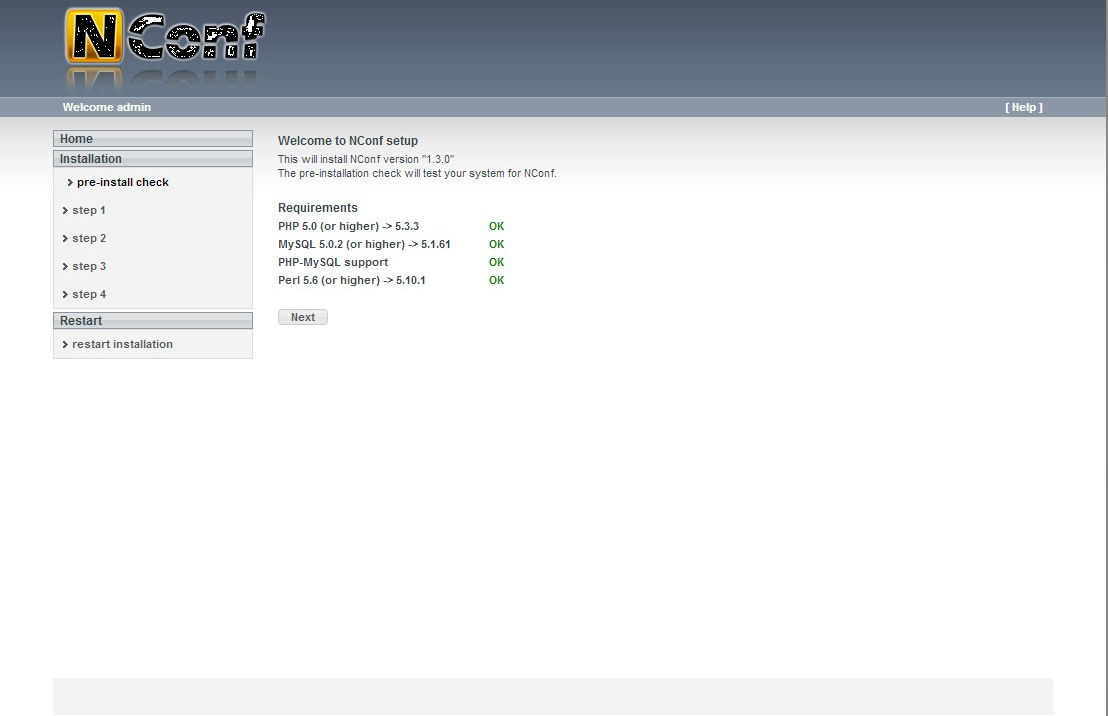 NConf
Welcome admin
[ Help ]
Home
Installation
pre-install check
step 1
step 2
step 3
step 4
Restart
restart installation
Welcome to NConf setup
This will install NConf version "1.3.0"
The pre-installation check will test your system for NConf.
Requirements
PHP 5.0 (or higher) -> 5.3.3 OK
MySQL 5.0.2 (or higher) -> 5.1.61 OK
PHP-MySQL support OK
Perl 5.6 (or higher) -> 5.10.1 OK
Next